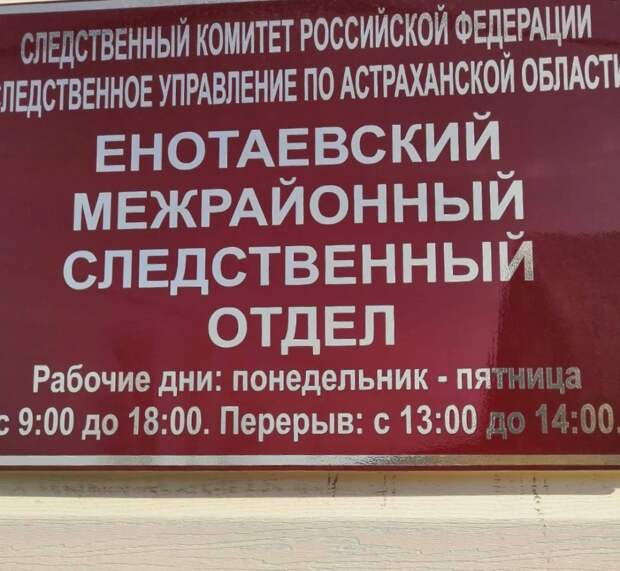 СЛЕДСТВЕННЫЙ КОМИТЕТ РОССИЙСКОЙ ФЕДЕРАЦИИ
СЛЕДСТВЕННОЕ УПРАВЛЕНИЕ ПО АСТРАХАНСКОЙ ОБЛАСТИ
ЕНОТАЕВСКИЙ
МЕЖРАЙОННЫЙ
СЛЕДСТВЕННЫЙ
ОТДЕЛ
Рабочие дни: понедельник - пятница
с 9:00 до 18:00. Перерыв: с 13:00 до 14:00.